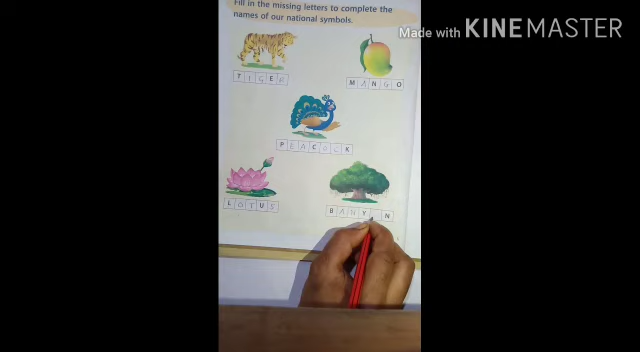 Made with KINEMASTER
Fill in the missing letters to complete the
names of our national symbols.
TIGER
MANGO
PEACOCK
LOTUS
BANY N